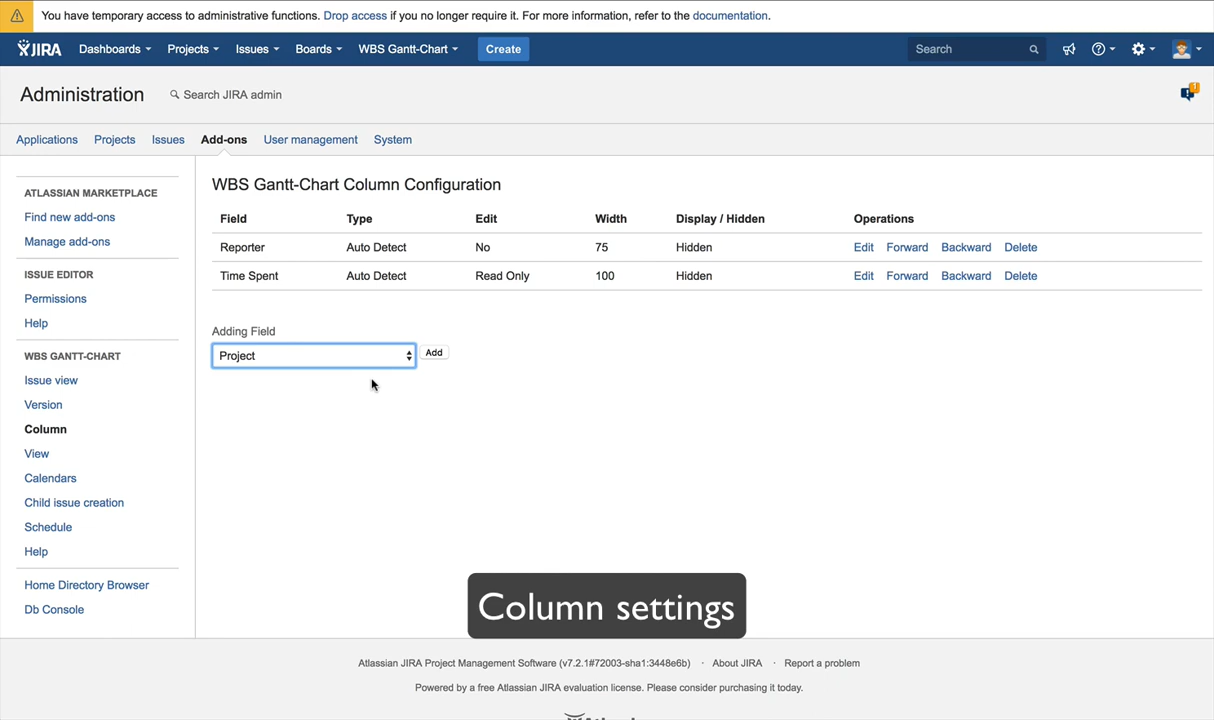 You have temporary access to administrative functions. Drop access if you no longer require it. For more information, refer to the documentation.
JIRA Dashboards Projects Issues Boards WBS Gantt-Chart Create Search
Administration Search JIRA admin
Applications Projects Issues Add-ons User management System
ATLASSIAN MARKETPLACE
Find new add-ons
Manage add-ons
ISSUE EDITOR
Permissions
Help
WBS GANTT-CHART
Issue view
Version
Column
View
Calendars
Child issue creation
Schedule
Help
Home Directory Browser
Db Console
WBS Gantt-Chart Column Configuration
Field Type Edit Width Display / Hidden Operations
Reporter Auto Detect No 75 Hidden Edit Forward Backward Delete
Time Spent Auto Detect Read Only 100 Hidden Edit Forward Backward Delete
Adding Field
Project Add
Column settings
Atlassian JIRA Project Management Software (v7.2.1#72003-sha1:3448e6b) · About JIRA · Report a problem
Powered by a free Atlassian JIRA evaluation license. Please consider purchasing it today.